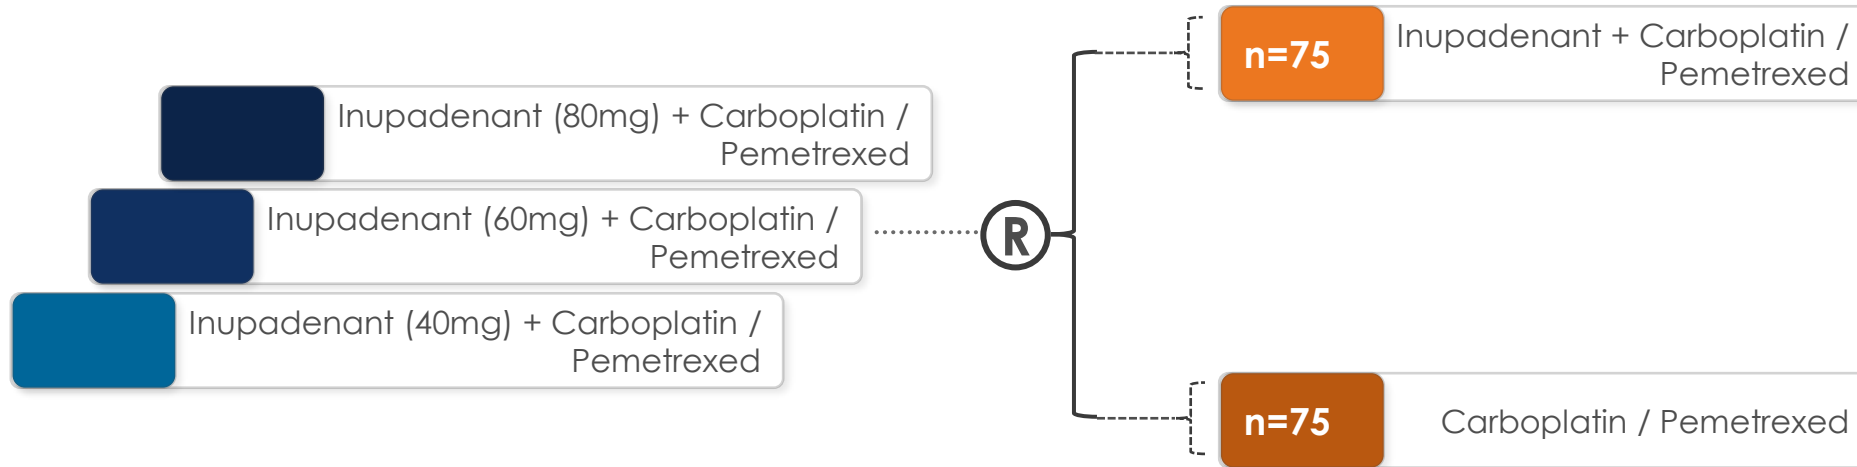 Inupadenant (80mg) + Carboplatin /
Pemetrexed
Inupadenant (60mg) + Carboplatin /
Pemetrexed
Inupadenant (40mg) + Carboplatin /
Pemetrexed
R
n=75
Inupadenant + Carboplatin /
Pemetrexed
n=75
Carboplatin / Pemetrexed